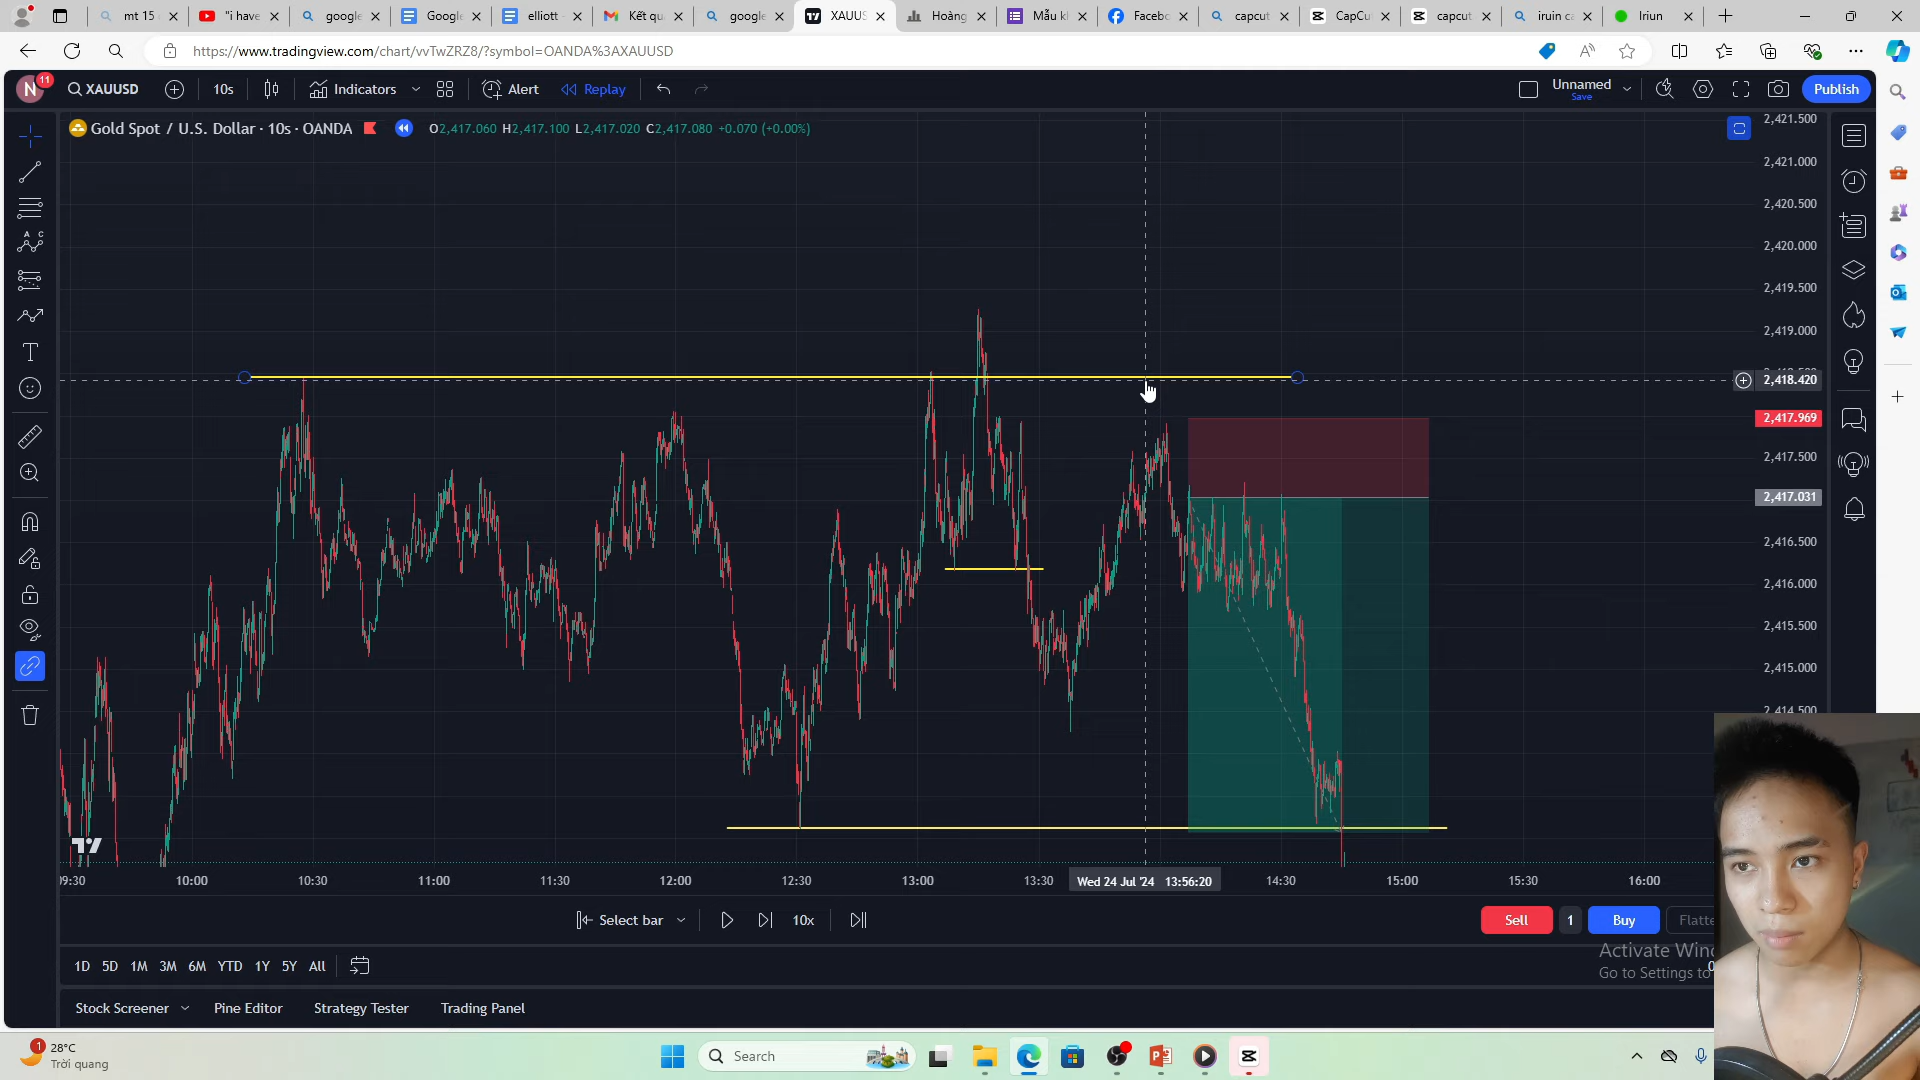 mt 15
"i have
google
Google
elliott
Kết qu
google
XAUUS
Hoàng
Mẫu k
Faceb
capcut
CapCu
capcut
iruin c
Iriun
https://www.tradingview.com/chart/vvTwZRZ8/?symbol=OANDA%3AXAUUSD
N 11 XAUUSD 10s Indicators Alert Replay Unnamed Save Publish
Gold Spot / U.S. Dollar · 10s · OANDA O2,417.060 H2,417.100 L2,417.020 C2,417.080 +0.070 (+0.00%)
2,421.500
2,421.000
2,420.500
2,420.000
2,419.500
2,419.000
2,418.420
2,417.969
2,417.500
2,417.031
2,416.500
2,416.000
2,415.500
2,415.000
2,414.500
10:00 10:30 11:00 11:30 12:00 12:30 13:00 13:30 Wed 24 Jul '24 13:56:20 14:30 15:00 15:30 16:00
Select bar 10x Sell 1 Buy Flatte
Activate Win
Go to Settings to
1D 5D 1M 3M 6M YTD 1Y 5Y All
Stock Screener Pine Editor Strategy Tester Trading Panel
1 28°C
Trời quang
Search